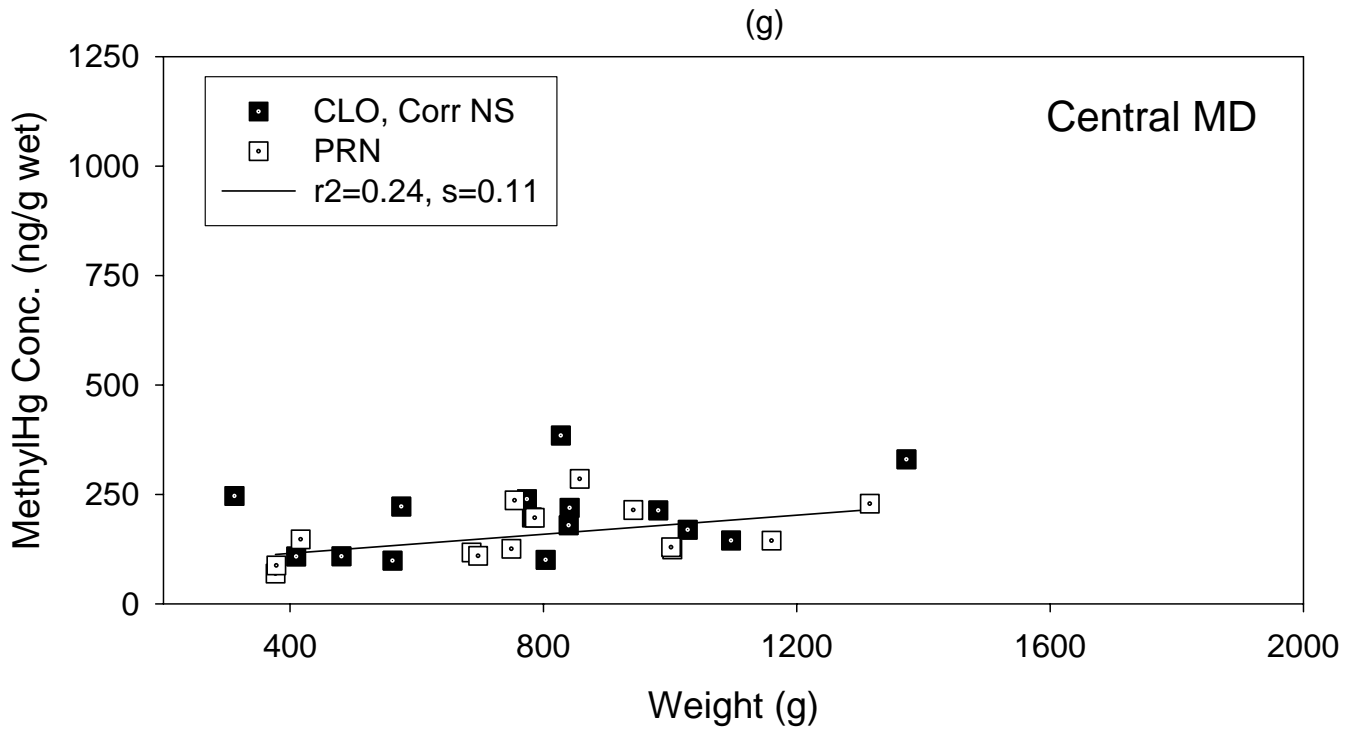 (g)
1250
1000
750
500
250
0
MethylHg Conc. (ng/g wet)
CLO, Corr NS
PRN
r2=0.24, s=0.11
Central MD
400 800 1200 1600 2000
Weight (g)